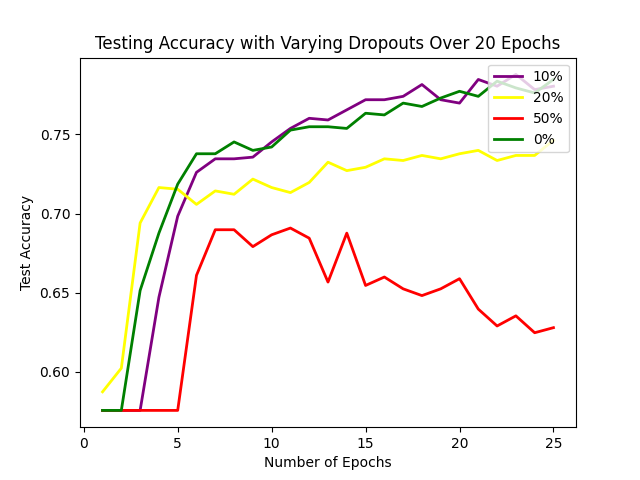 Testing Accuracy with Varying Dropouts Over 20 Epochs
10%
20%
50%
0%
Test Accuracy
0.75
0.70
0.65
0.60
0 5 10 15 20 25
Number of Epochs